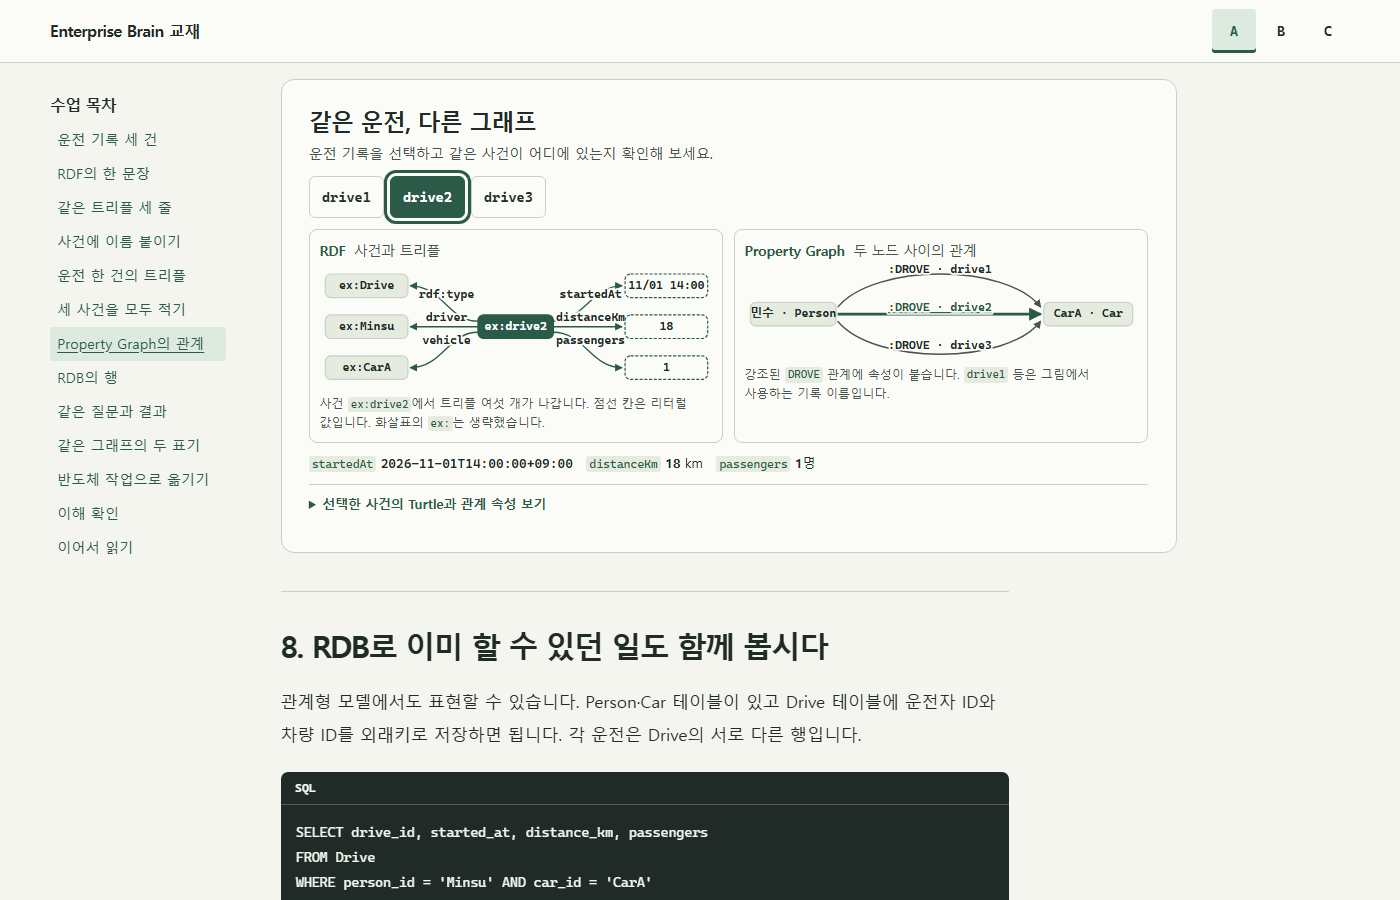 Enterprise Brain 교재
A
B
C
수업 목차
운전 기록 세 건
RDF의 한 문장
같은 트리플 세 줄
사건에 이름 붙이기
운전 한 건의 트리플
세 사건을 모두 적기
Property Graph의 관계
RDB의 행
같은 질문과 결과
같은 그래프의 두 표기
반도체 작업으로 옮기기
이해 확인
이어서 읽기
같은 운전, 다른 그래프
운전 기록을 선택하고 같은 사건이 어디에 있는지 확인해 보세요.
drive1
drive2
drive3
RDF 사건과 트리플
ex:Drive
rdf:type
startedAt
11/01 14:00
ex:Minsu
driver
ex:drive2
distanceKm
18
vehicle
passengers
ex:CarA
1
사건 ex:drive2에서 트리플 여섯 개가 나갑니다. 점선 칸은 리터럴
값입니다. 화살표의 ex:는 생략했습니다.
Property Graph 두 노드 사이의 관계
:DROVE · drive1
민수 · Person
:DROVE · drive2
CarA · Car
:DROVE · drive3
강조된 DROVE 관계에 속성이 붙습니다. drive1 등은 그림에서
사용하는 기록 이름입니다.
startedAt 2026-11-01T14:00:00+09:00 distanceKm 18 km passengers 1명
▶ 선택한 사건의 Turtle과 관계 속성 보기
8. RDB로 이미 할 수 있던 일도 함께 봅시다
관계형 모델에서도 표현할 수 있습니다. Person·Car 테이블이 있고 Drive 테이블에 운전자 ID와
차량 ID를 외래키로 저장하면 됩니다. 각 운전은 Drive의 서로 다른 행입니다.
SQL
SELECT drive_id, started_at, distance_km, passengers
FROM Drive
WHERE person_id = 'Minsu' AND car_id = 'CarA'